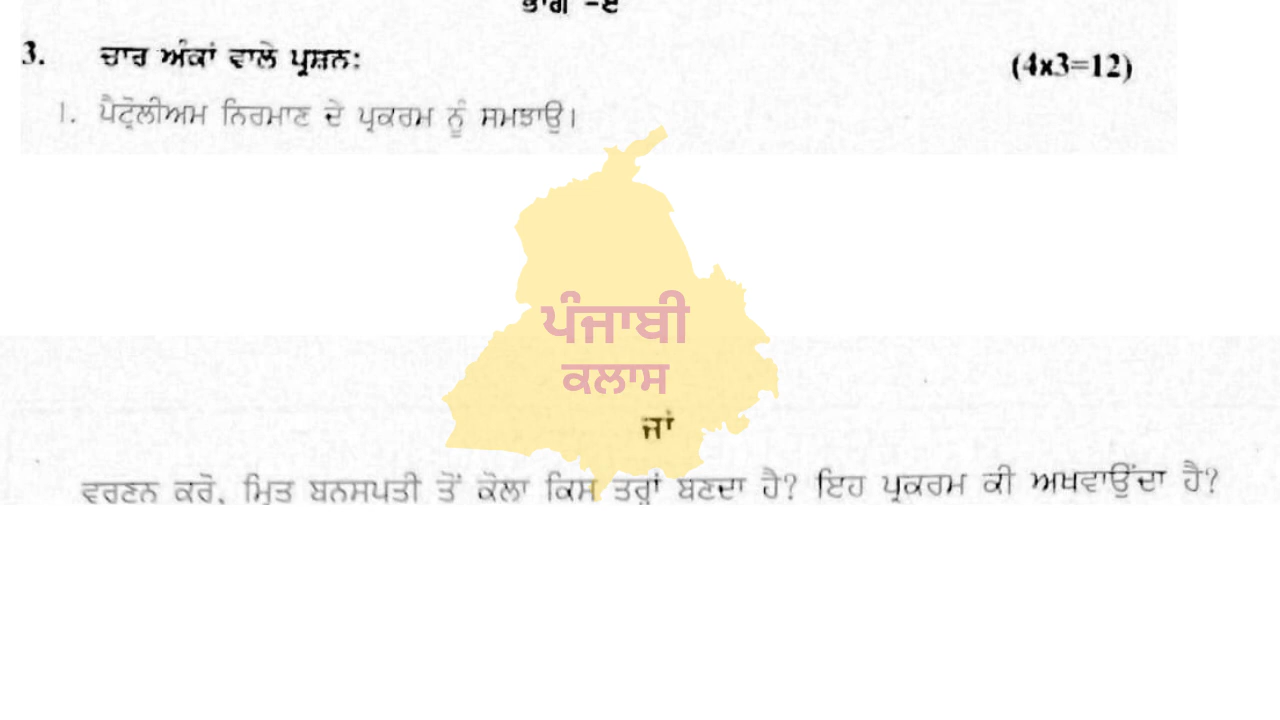 ਭਾਗ -ੲ
3. ਚਾਰ ਅੰਕਾਂ ਵਾਲੇ ਪ੍ਰਸ਼ਨ: (4x3=12)
1. ਪੈਟ੍ਰੋਲੀਅਮ ਨਿਰਮਾਣ ਦੇ ਪ੍ਰਕਰਮ ਨੂੰ ਸਮਝਾਉ।
ਪੰਜਾਬੀ
ਕਲਾਸ
ਜਾਂ
ਵਰਣਨ ਕਰੋ, ਮ੍ਰਿਤ ਬਨਸਪਤੀ ਤੋਂ ਕੋਲਾ ਕਿਸ ਤਰ੍ਹਾਂ ਬਣਦਾ ਹੈ? ਇਹ ਪ੍ਰਕਰਮ ਕੀ ਅਖਵਾਉਂਦਾ ਹੈ?